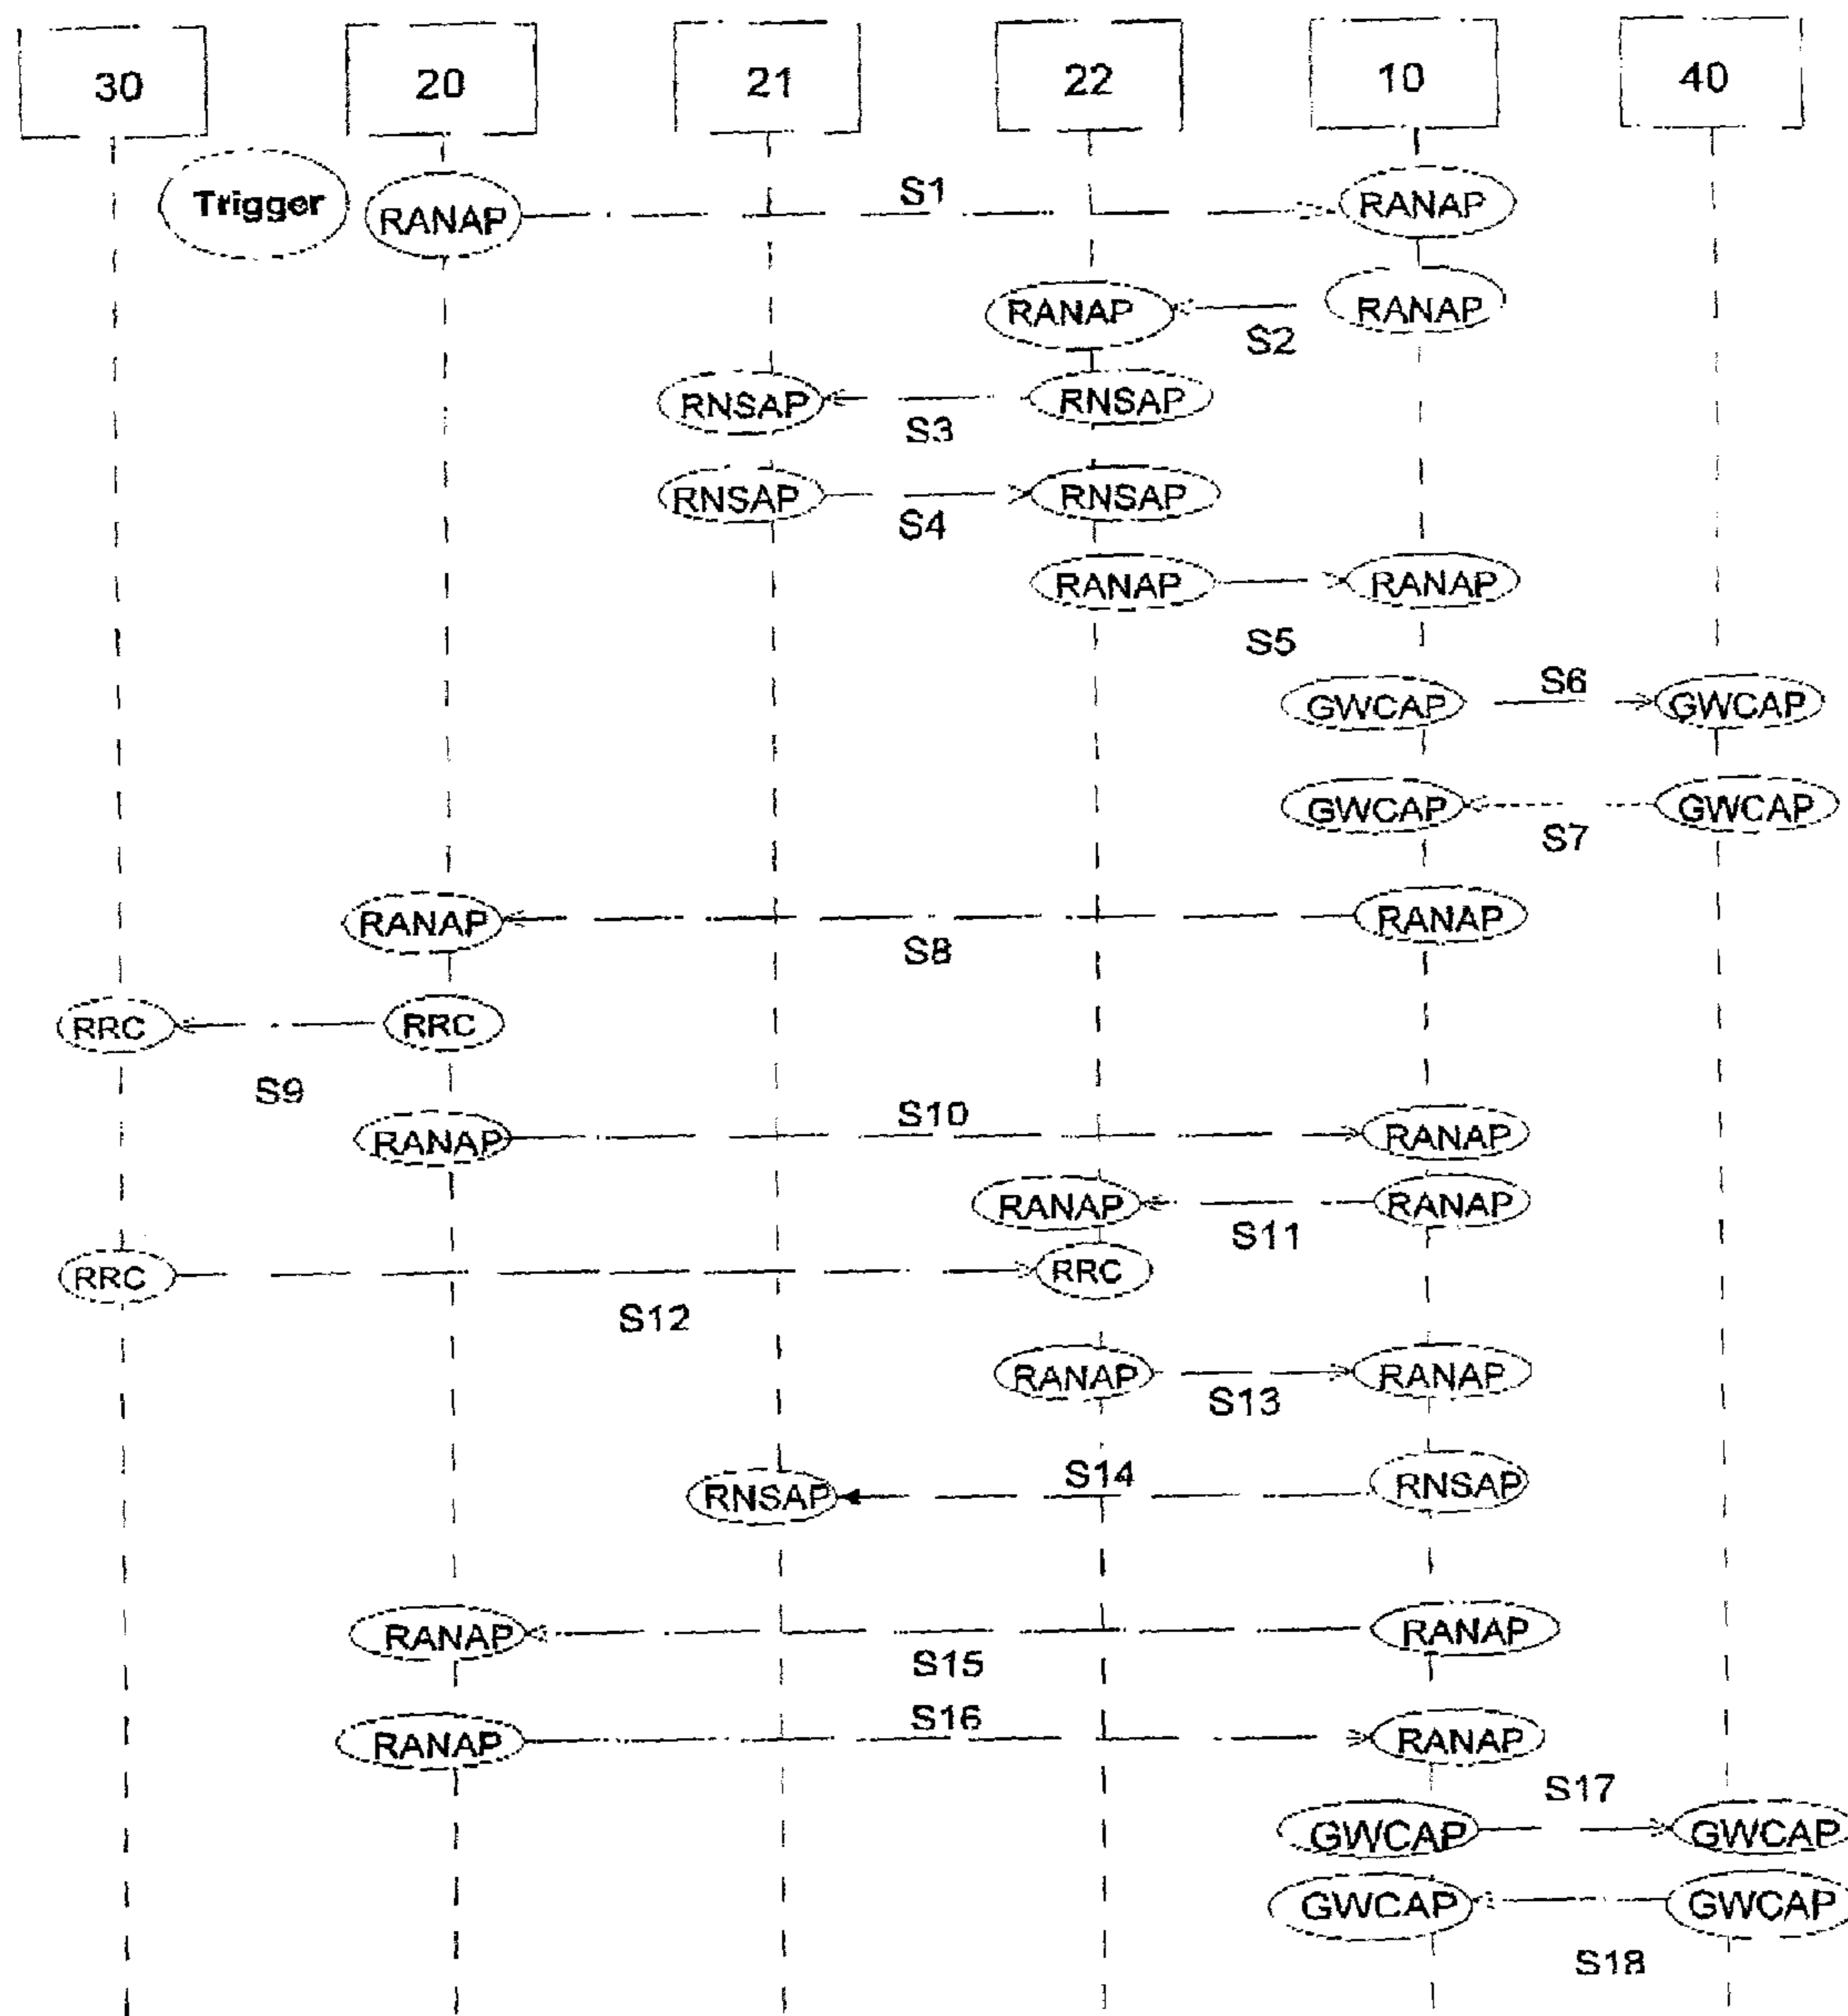 30 20 21 22 10 40
Trigger RANAP S1 RANAP
RANAP S2 RANAP
RNSAP S3 RNSAP
RNSAP S4 RNSAP
RANAP RANAP
S5
GWCAP S6 GWCAP
GWCAP S7 GWCAP
RANAP S8 RANAP
RRC RRC
S9
RANAP S10 RANAP
RANAP S11 RANAP
RRC RRC
S12
RANAP S13 RANAP
RNSAP S14 RNSAP
RANAP S15 RANAP
RANAP S16 RANAP
S17
GWCAP GWCAP
GWCAP GWCAP
S18